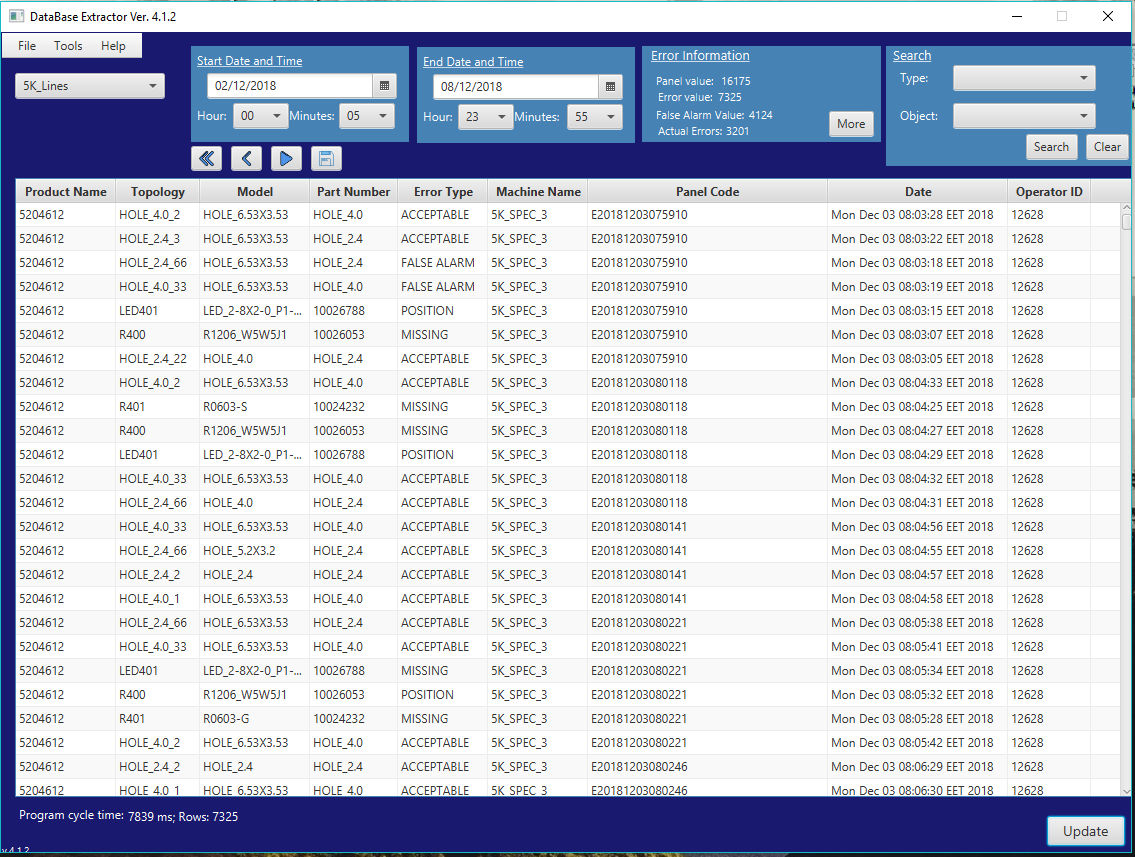 DataBase Extractor Ver. 4.1.2
File Tools Help
5K_Lines
Start Date and Time
02/12/2018
Hour: 00 Minutes: 05
End Date and Time
08/12/2018
Hour: 23 Minutes: 55
Error Information
Panel value: 16175
Error value: 7325
False Alarm Value: 4124
Actual Errors: 3201
More
Search
Type:
Object:
Search Clear
Product Name Topology Model Part Number Error Type Machine Name Panel Code Date Operator ID
5204612 HOLE_4.0_2 HOLE_6.53X3.53 HOLE_4.0 ACCEPTABLE 5K_SPEC_3 E20181203075910 Mon Dec 03 08:03:28 EET 2018 12628
5204612 HOLE_2.4_3 HOLE_6.53X3.53 HOLE_2.4 ACCEPTABLE 5K_SPEC_3 E20181203075910 Mon Dec 03 08:03:22 EET 2018 12628
5204612 HOLE_2.4_66 HOLE_6.53X3.53 HOLE_2.4 FALSE ALARM 5K_SPEC_3 E20181203075910 Mon Dec 03 08:03:18 EET 2018 12628
5204612 HOLE_4.0_33 HOLE_6.53X3.53 HOLE_4.0 FALSE ALARM 5K_SPEC_3 E20181203075910 Mon Dec 03 08:03:19 EET 2018 12628
5204612 LED401 LED_2-8X2-0_P1-... 10026788 POSITION 5K_SPEC_3 E20181203075910 Mon Dec 03 08:03:15 EET 2018 12628
5204612 R400 R1206_W5W5J1 10026053 MISSING 5K_SPEC_3 E20181203075910 Mon Dec 03 08:03:07 EET 2018 12628
5204612 HOLE_2.4_22 HOLE_4.0 HOLE_2.4 ACCEPTABLE 5K_SPEC_3 E20181203075910 Mon Dec 03 08:03:05 EET 2018 12628
5204612 HOLE_4.0_2 HOLE_6.53X3.53 HOLE_4.0 ACCEPTABLE 5K_SPEC_3 E20181203080118 Mon Dec 03 08:04:33 EET 2018 12628
5204612 R401 R0603-S 10024232 MISSING 5K_SPEC_3 E20181203080118 Mon Dec 03 08:04:25 EET 2018 12628
5204612 R400 R1206_W5W5J1 10026053 MISSING 5K_SPEC_3 E20181203080118 Mon Dec 03 08:04:27 EET 2018 12628
5204612 LED401 LED_2-8X2-0_P1-... 10026788 POSITION 5K_SPEC_3 E20181203080118 Mon Dec 03 08:04:29 EET 2018 12628
5204612 HOLE_4.0_33 HOLE_6.53X3.53 HOLE_4.0 ACCEPTABLE 5K_SPEC_3 E20181203080118 Mon Dec 03 08:04:32 EET 2018 12628
5204612 HOLE_2.4_66 HOLE_4.0 HOLE_2.4 ACCEPTABLE 5K_SPEC_3 E20181203080118 Mon Dec 03 08:04:31 EET 2018 12628
5204612 HOLE_4.0_33 HOLE_6.53X3.53 HOLE_4.0 ACCEPTABLE 5K_SPEC_3 E20181203080141 Mon Dec 03 08:04:56 EET 2018 12628
5204612 HOLE_2.4_66 HOLE_5.2X3.2 HOLE_2.4 ACCEPTABLE 5K_SPEC_3 E20181203080141 Mon Dec 03 08:04:55 EET 2018 12628
5204612 HOLE_2.4_2 HOLE_2.4 HOLE_2.4 ACCEPTABLE 5K_SPEC_3 E20181203080141 Mon Dec 03 08:04:57 EET 2018 12628
5204612 HOLE_4.0_1 HOLE_6.53X3.53 HOLE_4.0 ACCEPTABLE 5K_SPEC_3 E20181203080141 Mon Dec 03 08:04:58 EET 2018 12628
5204612 HOLE_2.4_66 HOLE_6.53X3.53 HOLE_2.4 ACCEPTABLE 5K_SPEC_3 E20181203080221 Mon Dec 03 08:05:38 EET 2018 12628
5204612 HOLE_4.0_33 HOLE_6.53X3.53 HOLE_4.0 ACCEPTABLE 5K_SPEC_3 E20181203080221 Mon Dec 03 08:05:41 EET 2018 12628
5204612 LED401 LED_2-8X2-0_P1-... 10026788 MISSING 5K_SPEC_3 E20181203080221 Mon Dec 03 08:05:34 EET 2018 12628
5204612 R400 R1206_W5W5J1 10026053 POSITION 5K_SPEC_3 E20181203080221 Mon Dec 03 08:05:32 EET 2018 12628
5204612 R401 R0603-G 10024232 MISSING 5K_SPEC_3 E20181203080221 Mon Dec 03 08:05:28 EET 2018 12628
5204612 HOLE_4.0_2 HOLE_6.53X3.53 HOLE_4.0 ACCEPTABLE 5K_SPEC_3 E20181203080221 Mon Dec 03 08:05:42 EET 2018 12628
5204612 HOLE_2.4_2 HOLE_2.4 HOLE_2.4 ACCEPTABLE 5K_SPEC_3 E20181203080246 Mon Dec 03 08:06:29 EET 2018 12628
5204612 HOLE_4.0_1 HOLE_6.53X3.53 HOLE_4.0 ACCEPTABLE 5K_SPEC_3 E20181203080246 Mon Dec 03 08:06:30 EET 2018 12628
Program cycle time: 7839 ms; Rows: 7325
Update
v.4.1.2